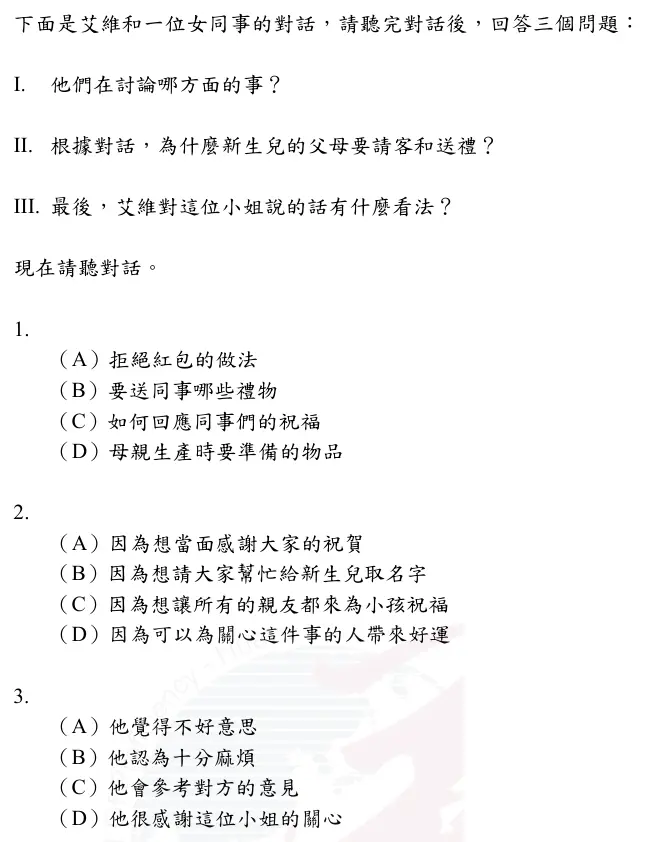 下面是艾維和一位女同事的對話，請聽完對話後，回答三個問題：
I. 他們在討論哪方面的事？
II. 根據對話，為什麼新生兒的父母要請客和送禮？
III. 最後，艾維對這位小姐說的話有什麼看法？
現在請聽對話。
1.
（A）拒絕紅包的做法
（B）要送同事哪些禮物
（C）如何回應同事們的祝福
（D）母親生產時要準備的物品
2.
（A）因為想當面感謝大家的祝賀
（B）因為想請大家幫忙給新生兒取名字
（C）因為想讓所有的親友都來為小孩祝福
（D）因為可以為關心這件事的人帶來好運
3.
（A）他覺得不好意思
（B）他認為十分麻煩
（C）他會參考對方的意見
（D）他很感謝這位小姐的關心